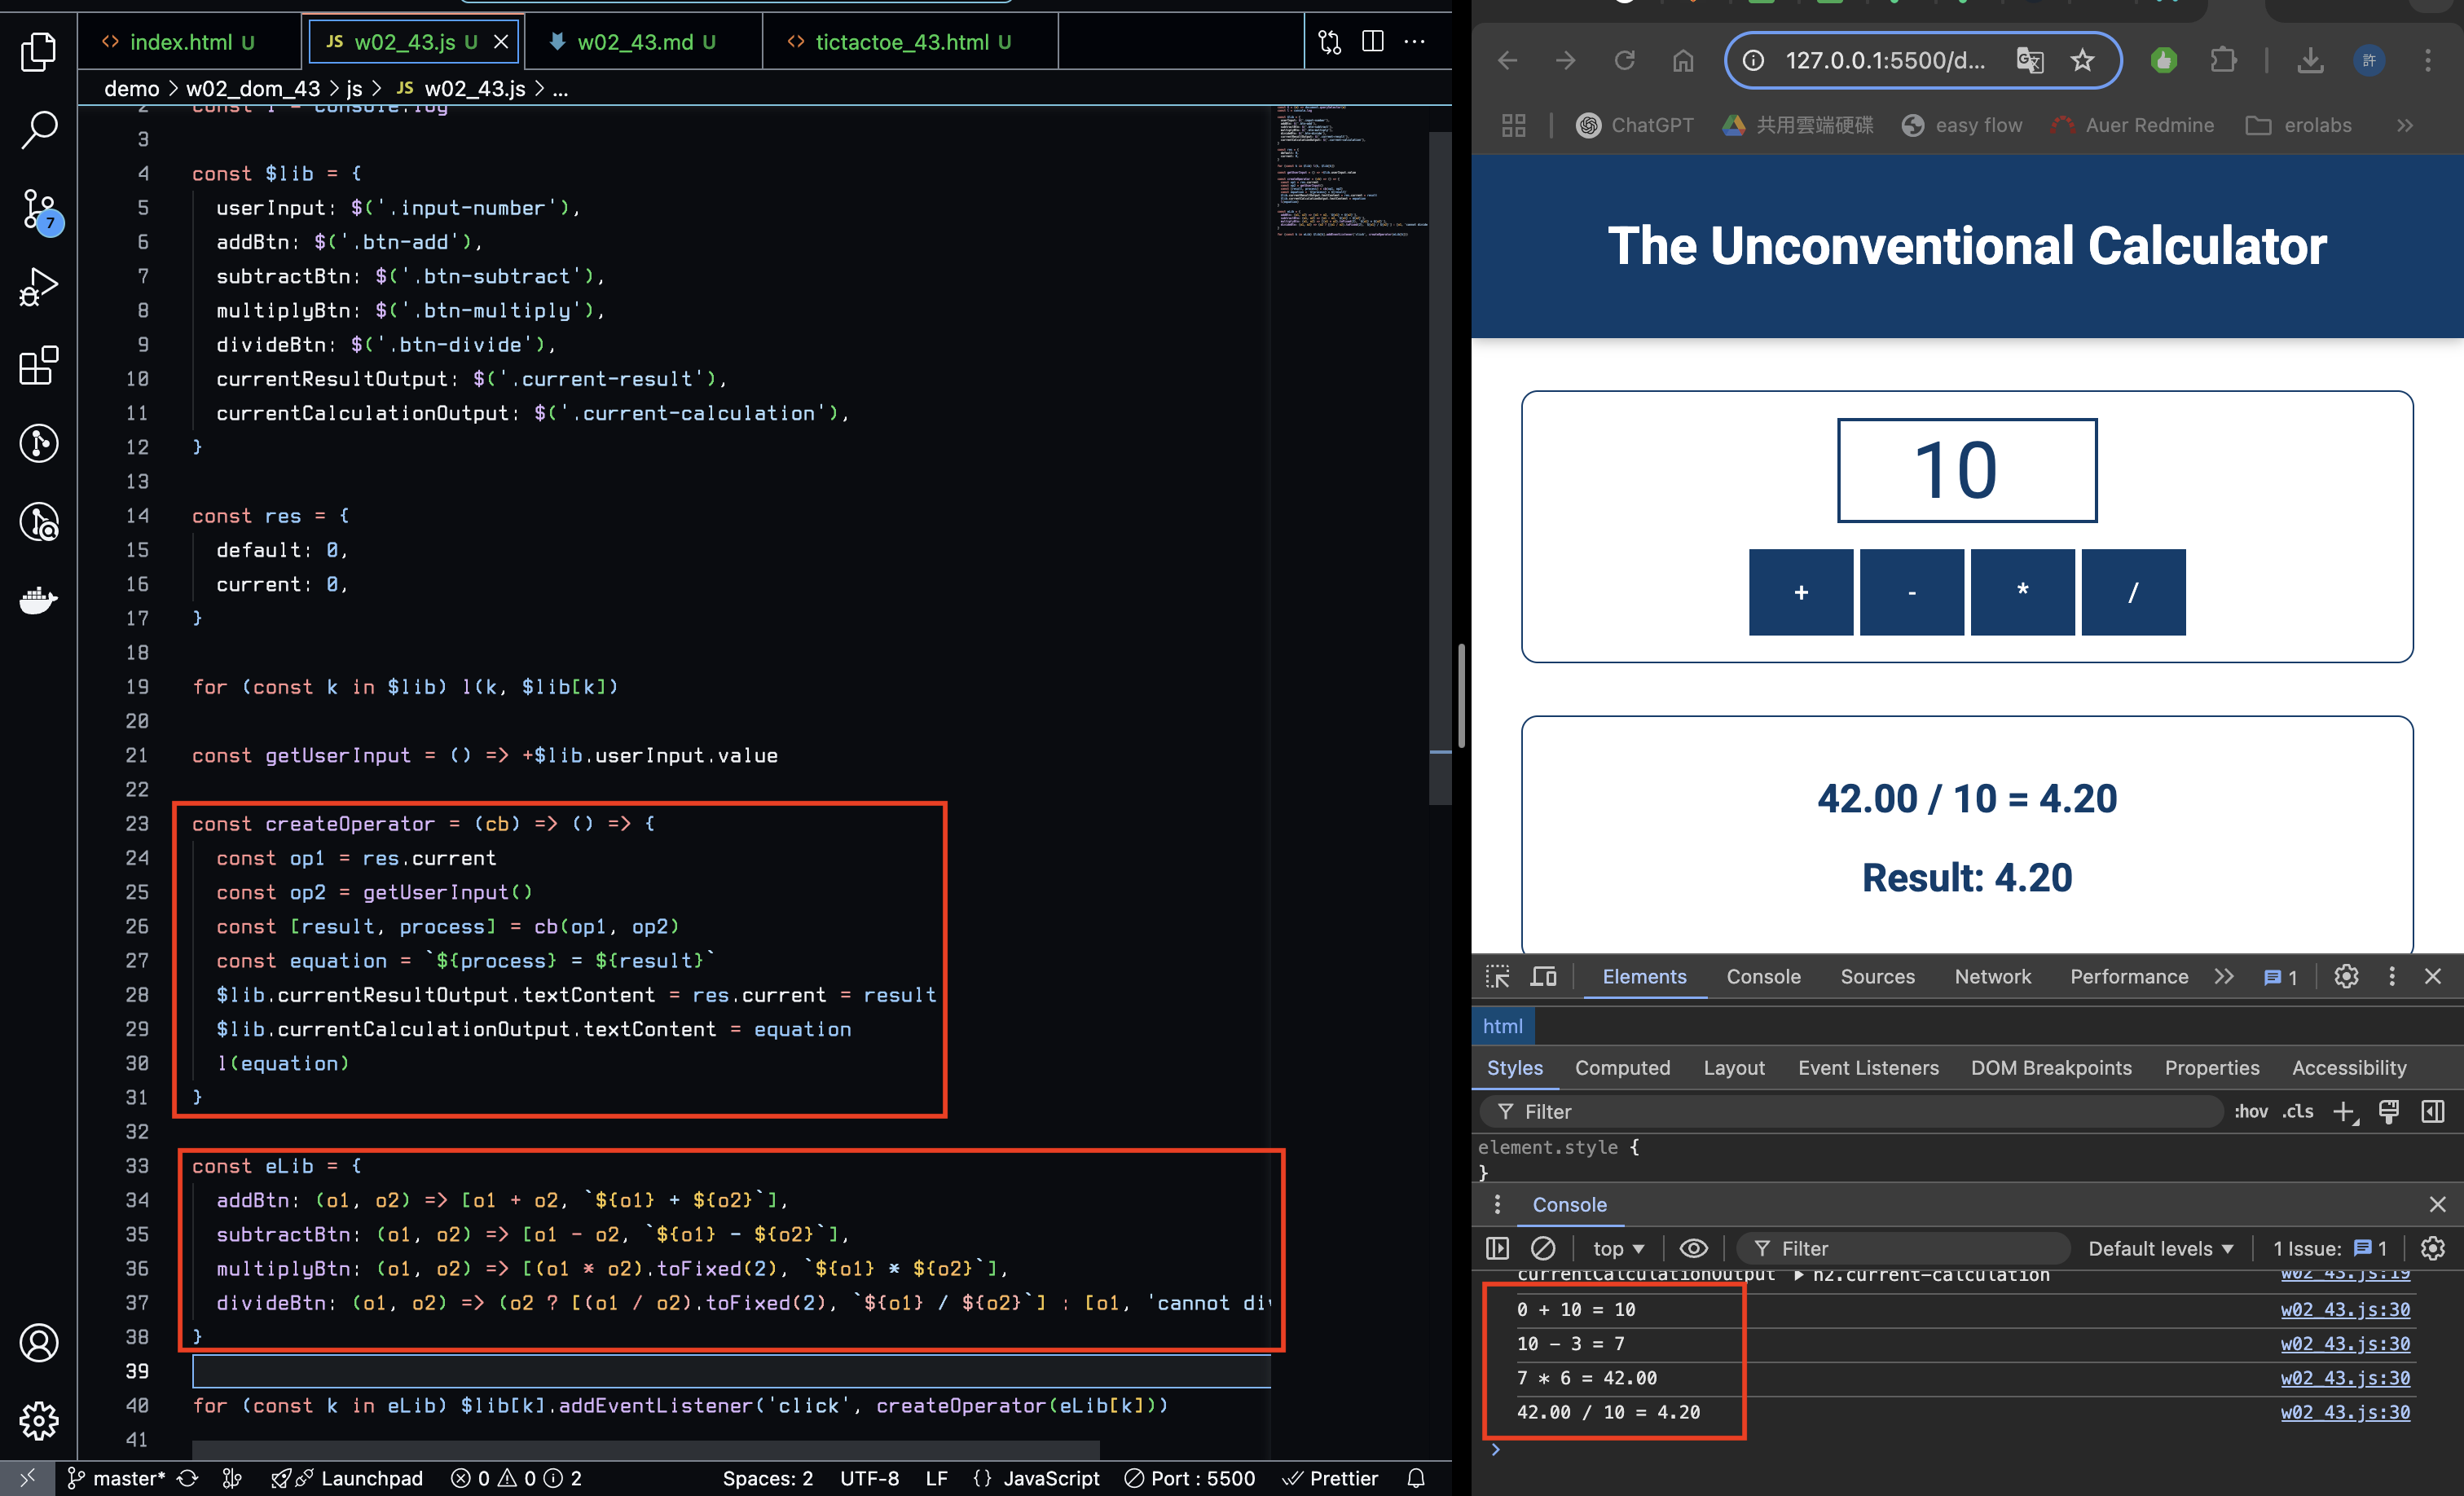 index.html U
JS w02_43.js U
w02_43.md U
tictactoe_43.html U
demo > w02_dom_43 > js > JS w02_43.js > ...
2 const l = console.log
3
4 const $lib = {
5 userInput: $('.input-number'),
6 addBtn: $('.btn-add'),
7 subtractBtn: $('.btn-subtract'),
8 multiplyBtn: $('.btn-multiply'),
9 divideBtn: $('.btn-divide'),
10 currentResultOutput: $('.current-result'),
11 currentCalculationOutput: $('.current-calculation'),
12 }
13
14 const res = {
15 default: 0,
16 current: 0,
17 }
18
19 for (const k in $lib) l(k, $lib[k])
20
21 const getUserInput = () => +$lib.userInput.value
22
23 const createOperator = (cb) => () => {
24 const op1 = res.current
25 const op2 = getUserInput()
26 const [result, process] = cb(op1, op2)
27 const equation = `${process} = ${result}`
28 $lib.currentResultOutput.textContent = res.current = result
29 $lib.currentCalculationOutput.textContent = equation
30 l(equation)
31 }
32
33 const eLib = {
34 addBtn: (o1, o2) => [o1 + o2, `${o1} + ${o2}`],
35 subtractBtn: (o1, o2) => [o1 - o2, `${o1} - ${o2}`],
36 multiplyBtn: (o1, o2) => [(o1 * o2).toFixed(2), `${o1} * ${o2}`],
37 divideBtn: (o1, o2) => (o2 ? [(o1 / o2).toFixed(2), `${o1} / ${o2}`] : [o1, 'cannot di
38 }
39
40 for (const k in eLib) $lib[k].addEventListener('click', createOperator(eLib[k]))
41
7
master* Launchpad 0 0 2 Spaces: 2 UTF-8 LF {} JavaScript Port : 5500 Prettier
127.0.0.1:5500/d...
許
ChatGPT 共用雲端硬碟 easy flow Auer Redmine erolabs
The Unconventional Calculator
10
+ - * /
42.00 / 10 = 4.20
Result: 4.20
Elements Console Sources Network Performance 1
html
Styles Computed Layout Event Listeners DOM Breakpoints Properties Accessibility
Filter :hov .cls
element.style {
}
Console
top Filter Default levels 1 Issue: 1
currentCalculationOutput h2.current-calculation w02_43.js:19
0 + 10 = 10 w02_43.js:30
10 - 3 = 7 w02_43.js:30
7 * 6 = 42.00 w02_43.js:30
42.00 / 10 = 4.20 w02_43.js:30